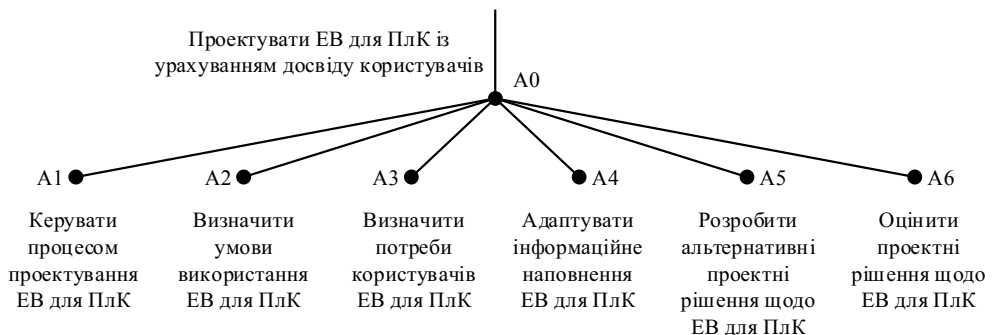 Проектувати ЕВ для ПлК із
урахуванням досвіду користувачів
A0
A1
Керувати
процесом
проектування
ЕВ для ПлК
A2
Визначити
умови
використання
ЕВ для ПлК
A3
Визначити
потреби
користувачів
ЕВ для ПлК
A4
Адаптувати
інформаційне
наповнення
ЕВ для ПлК
A5
Розробити
альтернативні
проектні
рішення щодо
ЕВ для ПлК
A6
Оцінити
проектні
рішення щодо
ЕВ для ПлК